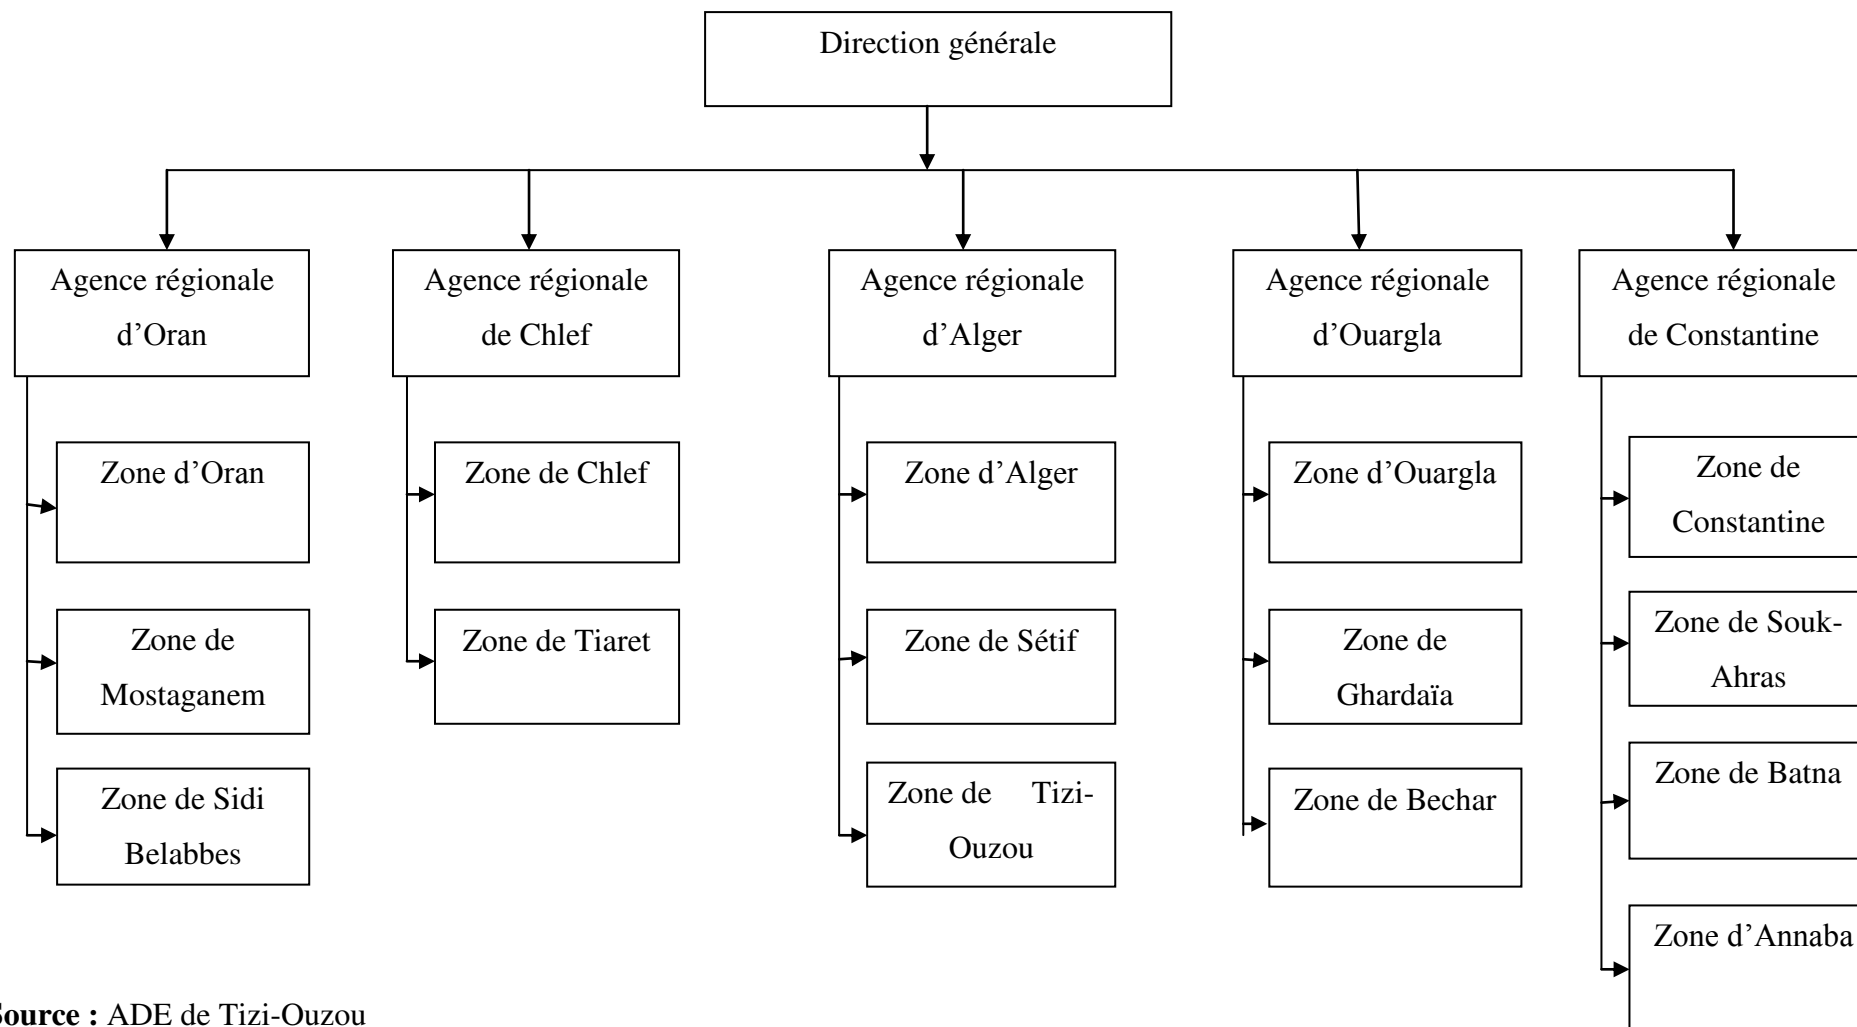 Direction générale
Agence régionale
d’Oran
Agence régionale
de Chlef
Agence régionale
d’Alger
Agence régionale
d’Ouargla
Agence régionale
de Constantine
Zone d’Oran
Zone de
Mostaganem
Zone de Sidi
Belabbes
Zone de Chlef
Zone de Tiaret
Zone d’Alger
Zone de Sétif
Zone de Tizi-
Ouzou
Zone d’Ouargla
Zone de
Ghardaïa
Zone de Bechar
Zone de
Constantine
Zone de Souk-
Ahras
Zone de Batna
Zone d’Annaba
Source : ADE de Tizi-Ouzou